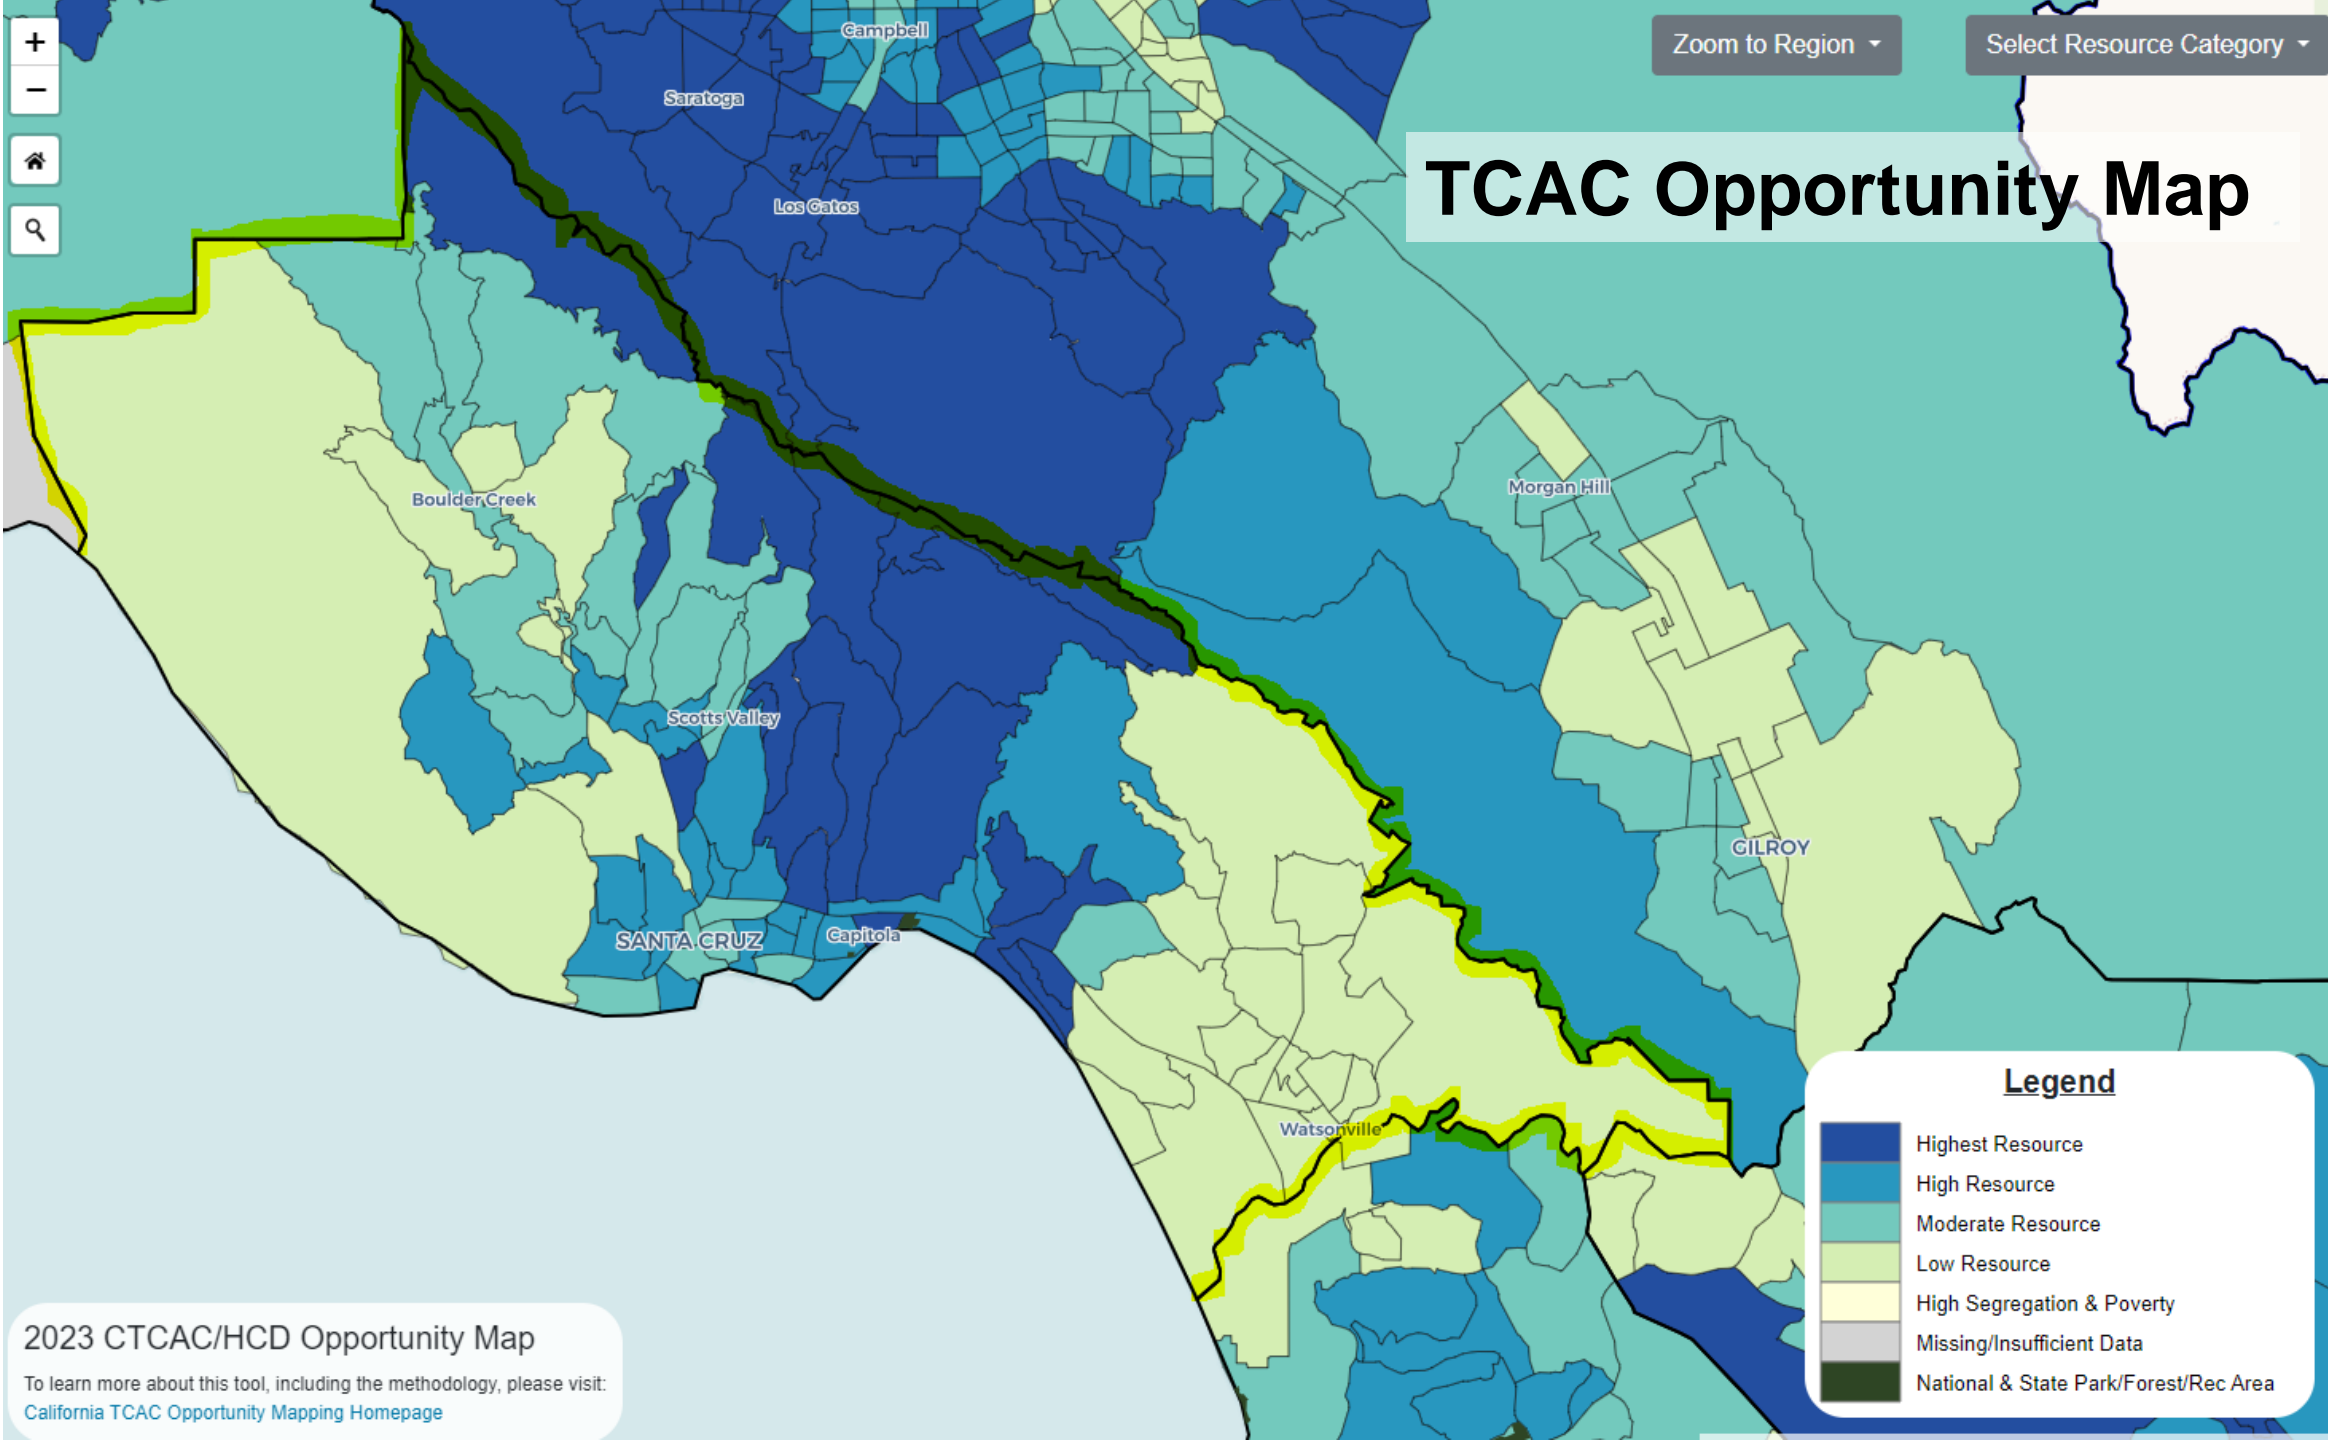 +
−
Zoom to Region
Select Resource Category
TCAC Opportunity Map
Campbell
Saratoga
Los Gatos
Morgan Hill
Boulder Creek
Scotts Valley
GILROY
SANTA CRUZ
Capitola
Watsonville
Legend
Highest Resource
High Resource
Moderate Resource
Low Resource
High Segregation & Poverty
Missing/Insufficient Data
National & State Park/Forest/Rec Area
2023 CTCAC/HCD Opportunity Map
To learn more about this tool, including the methodology, please visit:
California TCAC Opportunity Mapping Homepage